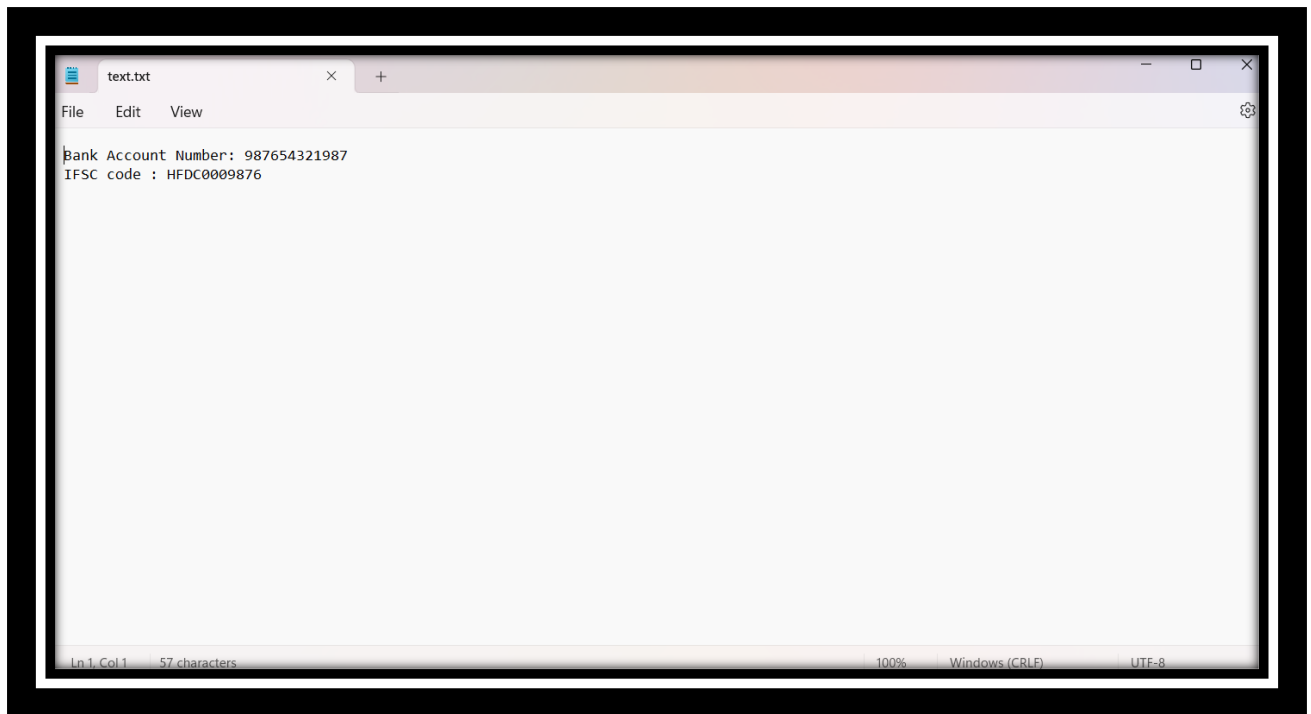 text.txt
File Edit View
Bank Account Number: 987654321987
IFSC code : HFDC0009876
Ln 1, Col 1 57 characters 100% Windows (CRLF) UTF-8